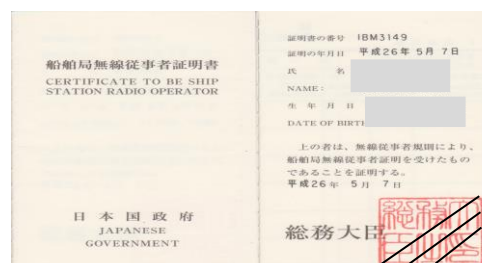 船舶局無線従事者証明書
CERTIFICATE TO BE SHIP
STATION RADIO OPERATOR
日本国政府
JAPANESE
GOVERNMENT
証明書の番号 IBM3149
証明の年月日 平成26年 5月 7日
氏 名
NAME:
生年月日
DATE OF BIRTH
上の者は、無線従事者規則により、
船舶局無線従事者証明を受けたもの
であることを証明する。
平成26年 5月 7日
総務大臣